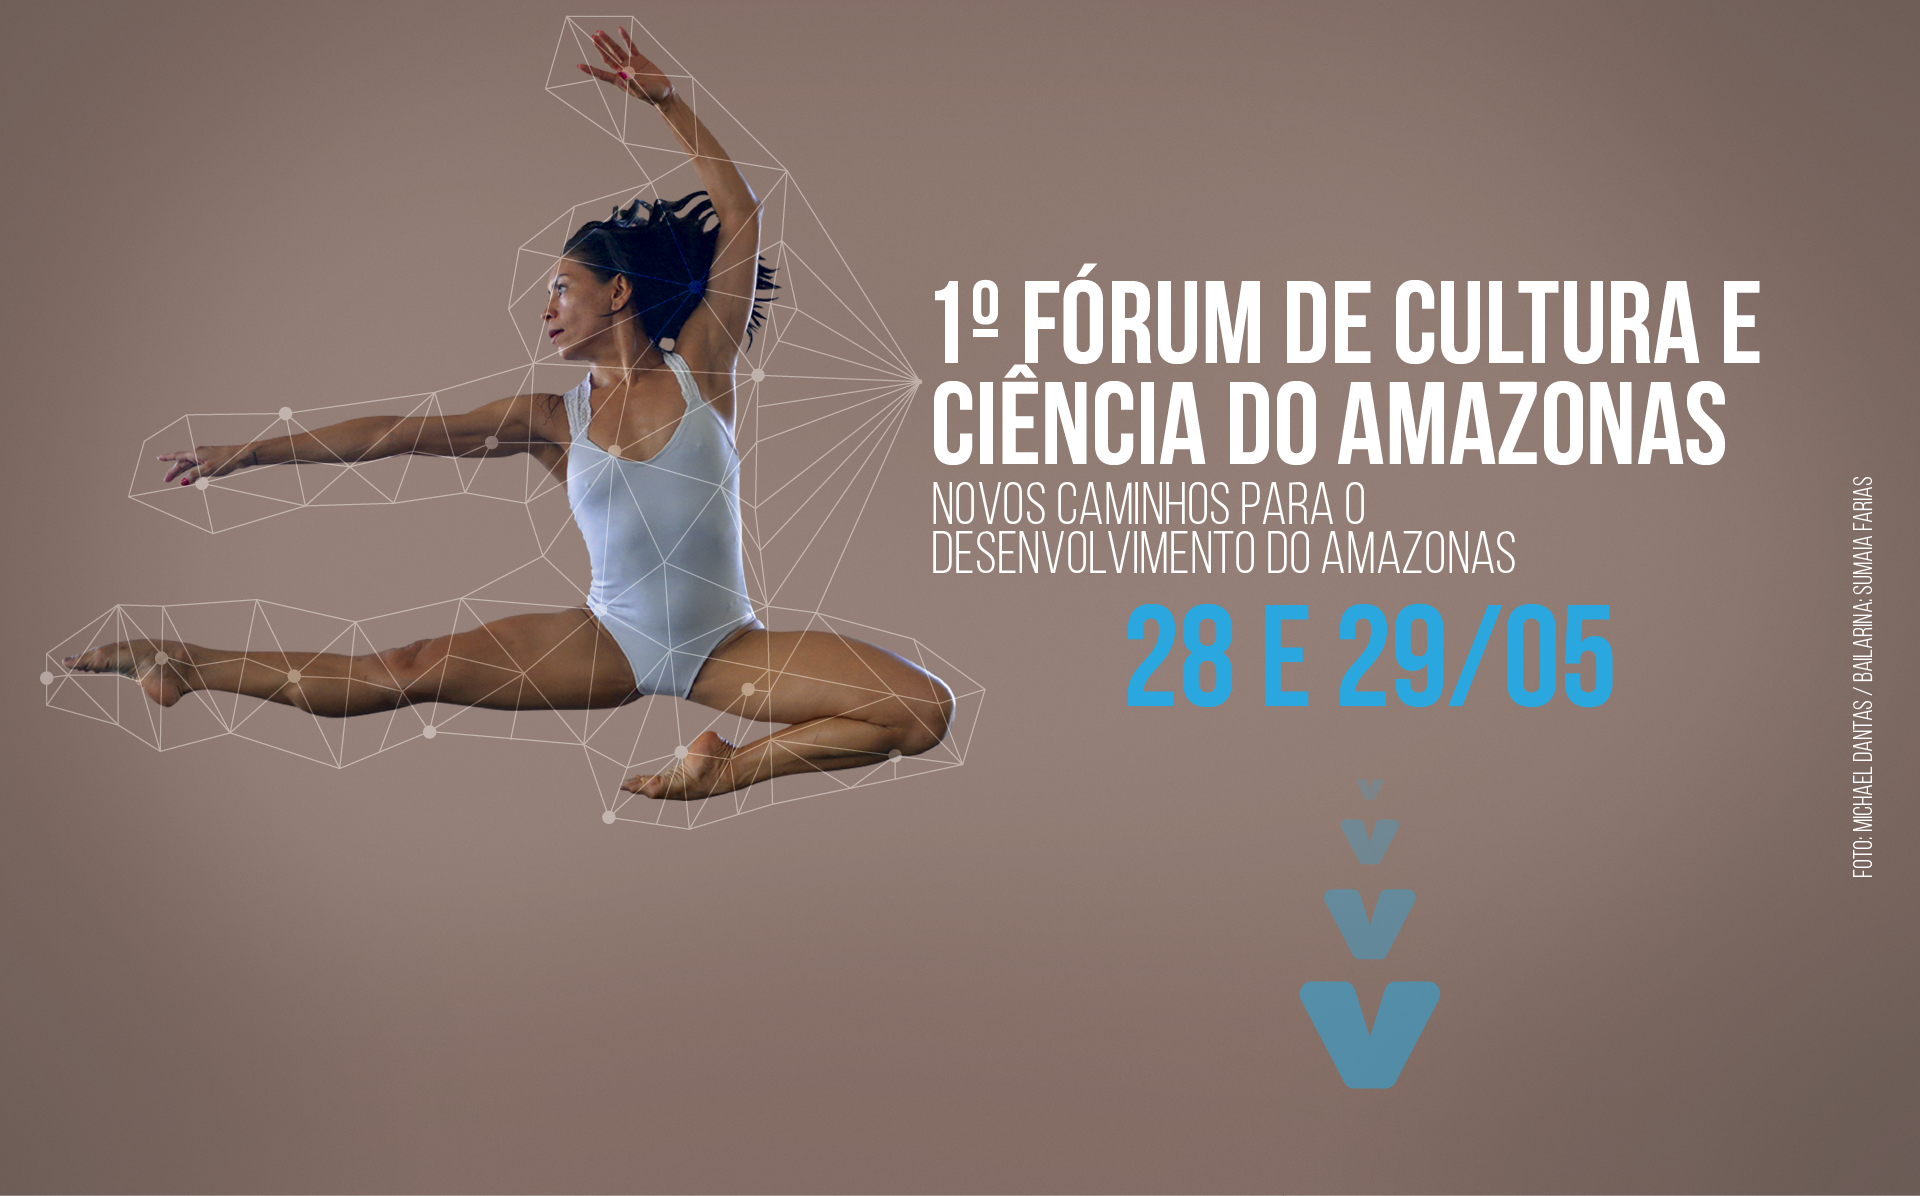 1º FÓRUM DE CULTURA E
CIÊNCIA DO AMAZONAS
NOVOS CAMINHOS PARA O
DESENVOLVIMENTO DO AMAZONAS
28 E 29/05
FOTO: MICHAEL DANTAS / BAILARINA: SUMAIA FARIAS